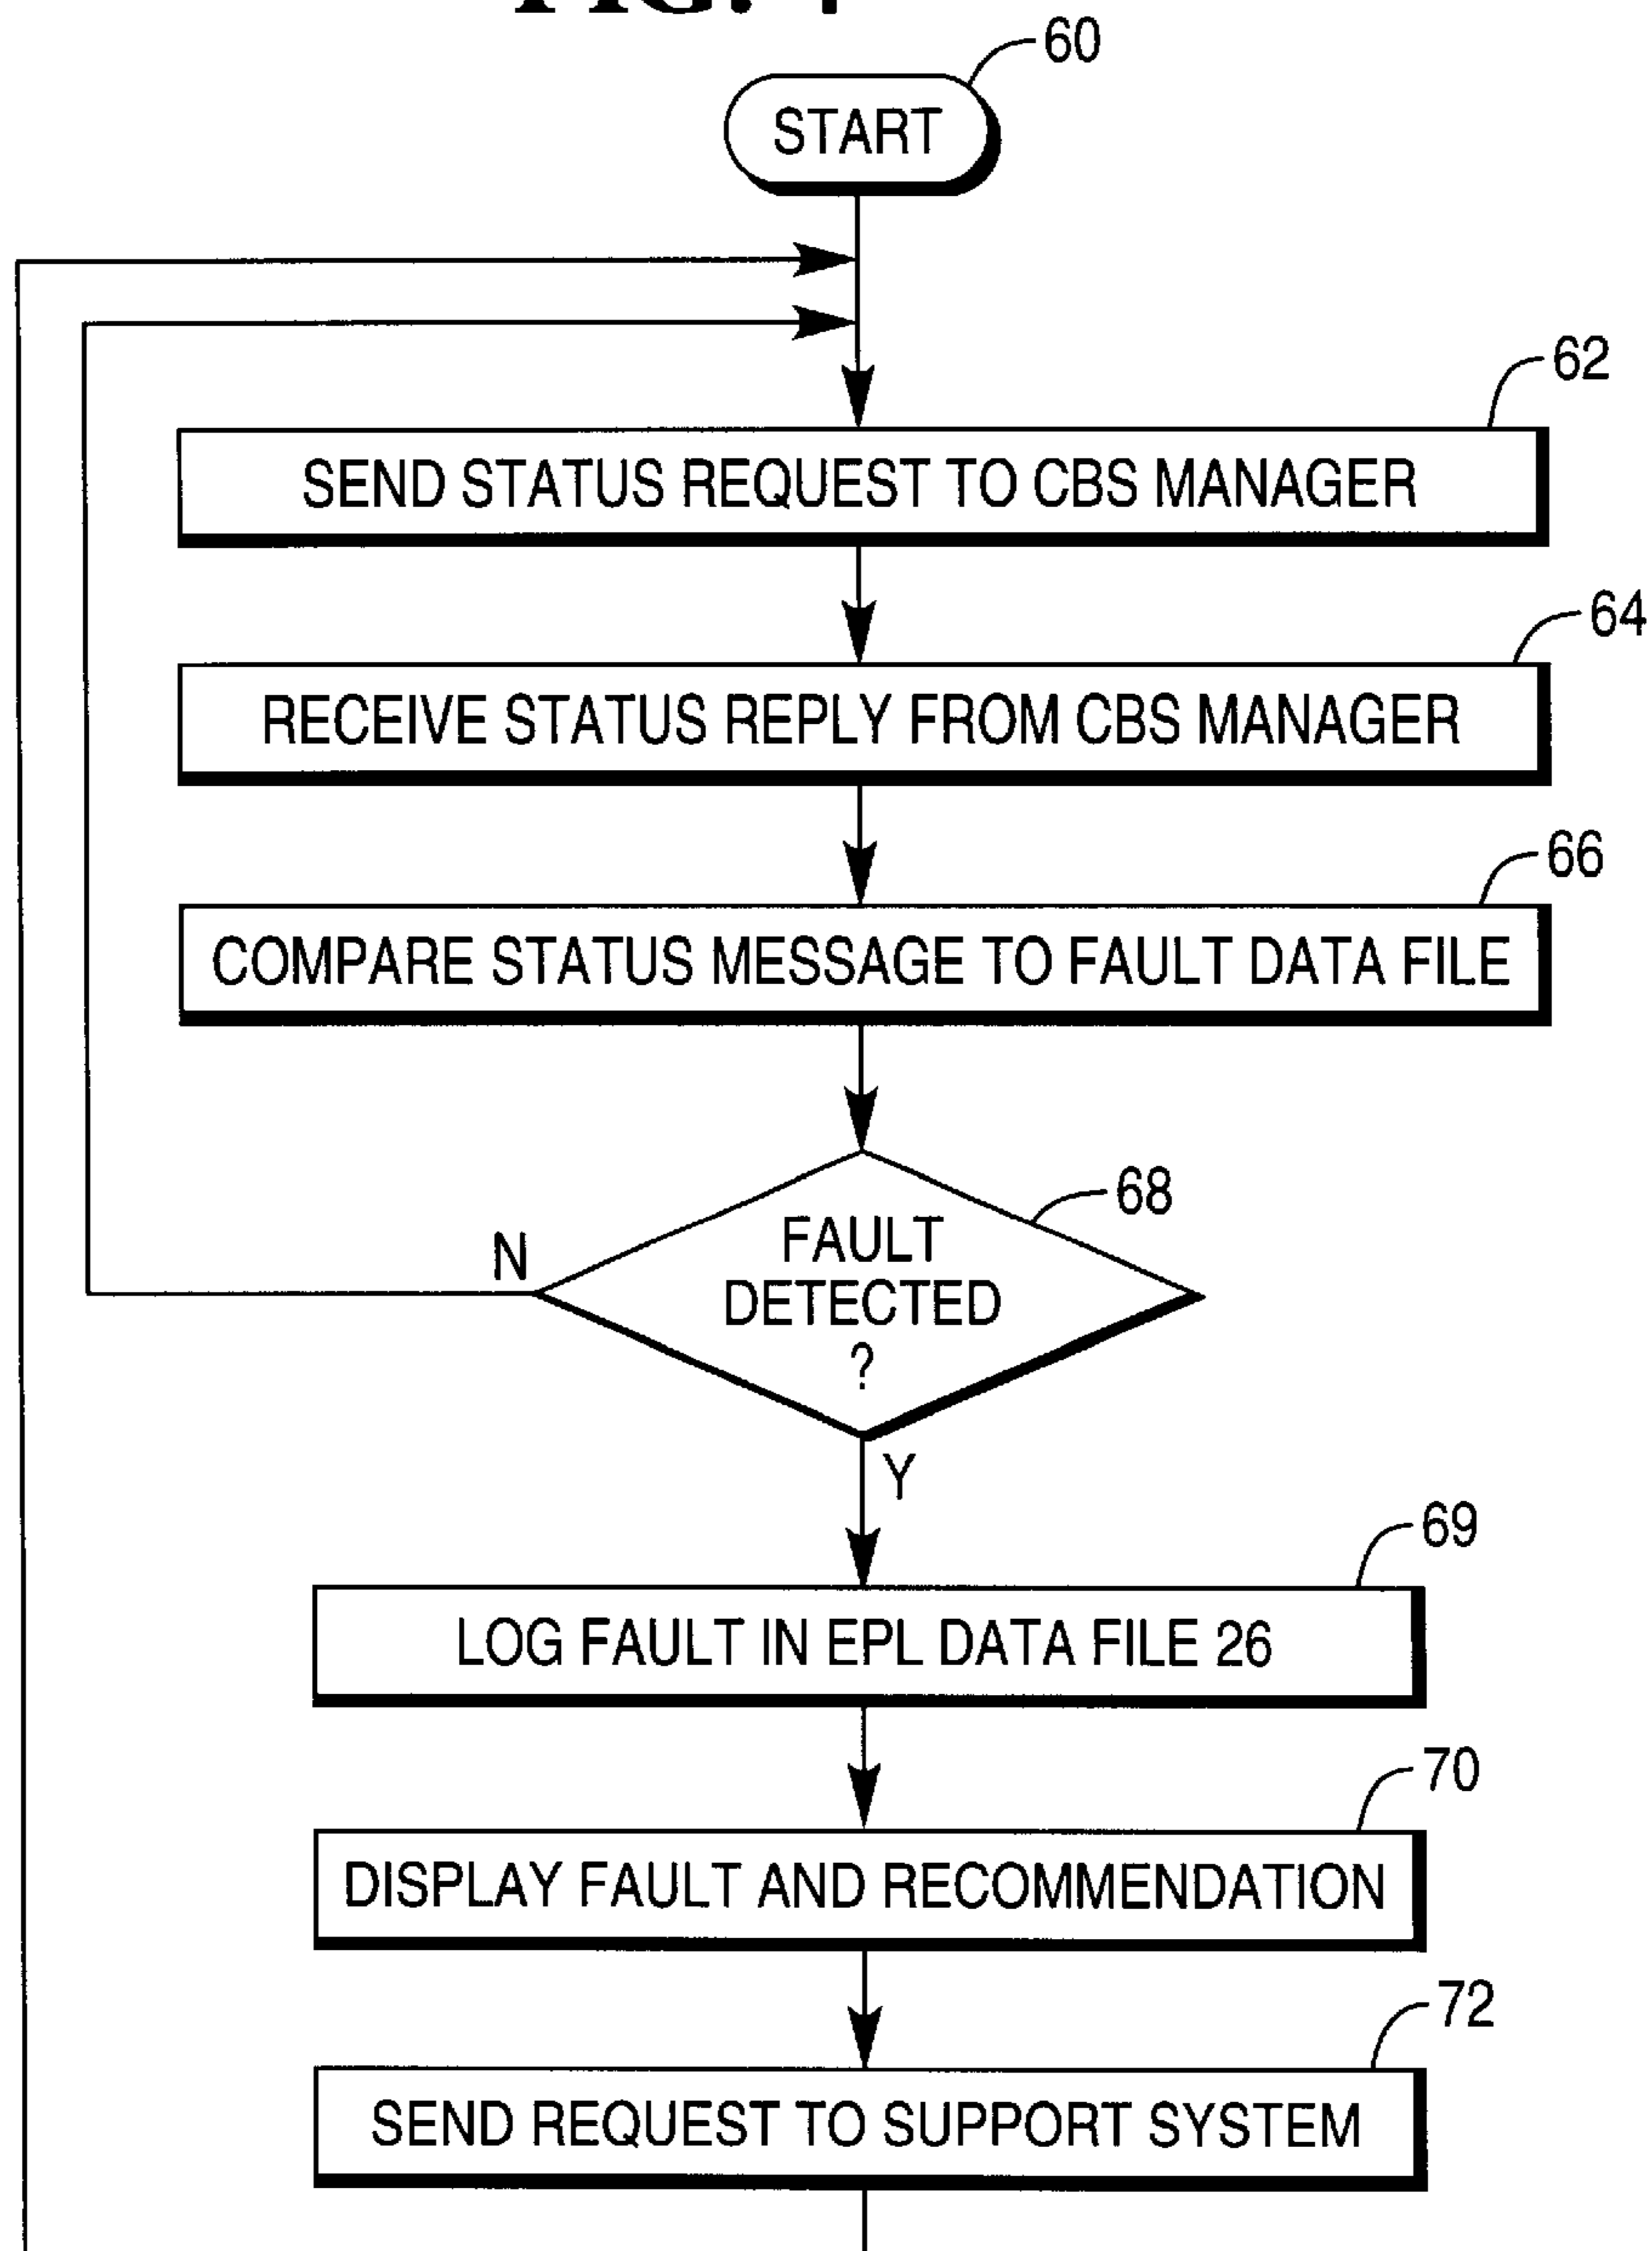 60
START
62
SEND STATUS REQUEST TO CBS MANAGER
64
RECEIVE STATUS REPLY FROM CBS MANAGER
66
COMPARE STATUS MESSAGE TO FAULT DATA FILE
68
FAULT
DETECTED
?
N
Y
69
LOG FAULT IN EPL DATA FILE 26
70
DISPLAY FAULT AND RECOMMENDATION
72
SEND REQUEST TO SUPPORT SYSTEM